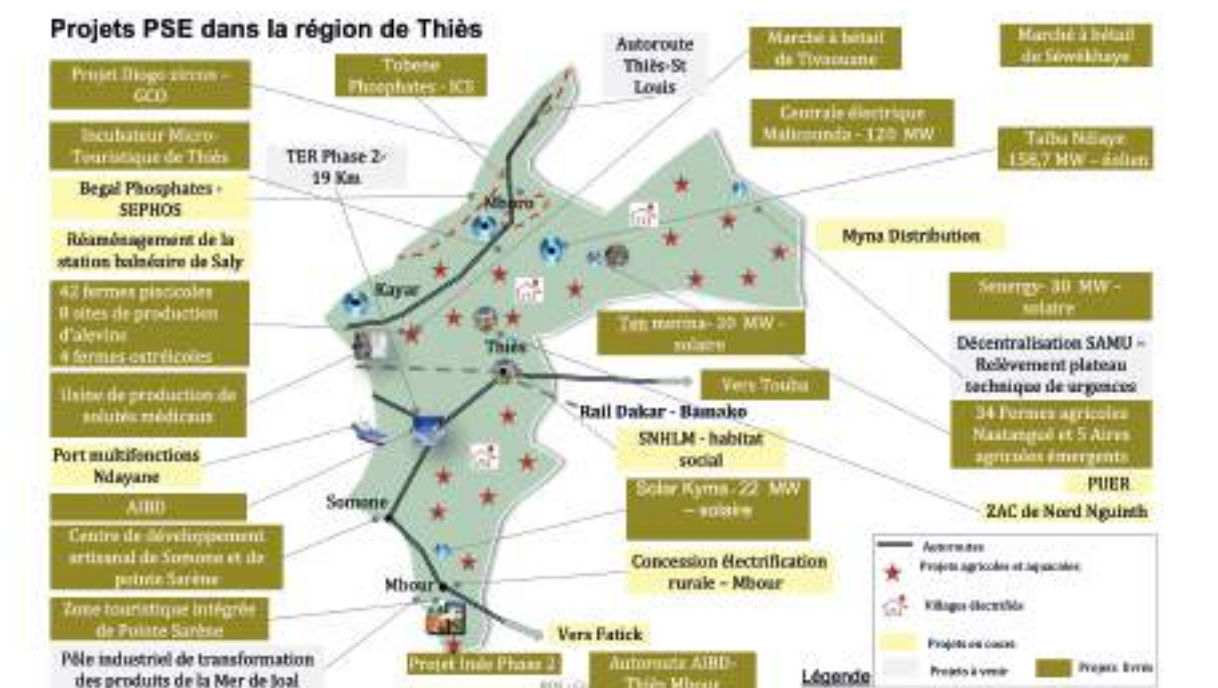 Projets PSE dans la région de Thiès
Projet Diogo zircon –
GCO
Tobene
Phosphates - ICS
Autoroute
Thiès-St
Louis
Marché à bétail
de Tivaouane
Marché à bétail
de Séwékhaye
Incubateur Micro-
Touristique de Thiès
TER Phase 2-
19 Km
Centrale électrique
Malicounda - 120 MW
Taïba Ndiaye
158,7 MW – éolien
Begal Phosphates -
SEPHOS
Mboro
Réaménagement de la
station balnéaire de Saly
Myna Distribution
42 fermes piscicoles
8 sites de production
d'alevins
4 fermes ostréicoles
Kayar
Senergy- 30 MW –
solaire
Ten merina- 30 MW –
solaire
Thiès
Décentralisation SAMU –
Relèvement plateau
technique de urgences
Usine de production de
solutés médicaux
Vers Touba
Rail Dakar - Bamako
34 Fermes agricoles
Naatangué et 5 Aires
agricoles émergents
SNHLM - habitat
social
Port multifonctions
Ndayane
PUER
Solar Kyma - 22 MW
– solaire
AIBD
Somone
ZAC de Nord Nguinth
Centre de développement
artisanal de Somone et de
pointe Sarène
Concession électrification
rurale – Mbour
Mbour
Zone touristique intégrée
de Pointe Sarène
Vers Fatick
Pôle industriel de transformation
des produits de la Mer de Joal
Projet Inde Phase 2
Autoroute AIBD-
Thiès Mbour
Légende
Autoroutes
Projets agricoles et aquacoles
Villages électrifiés
Projets en cours
Projets à venir
Projets livrés